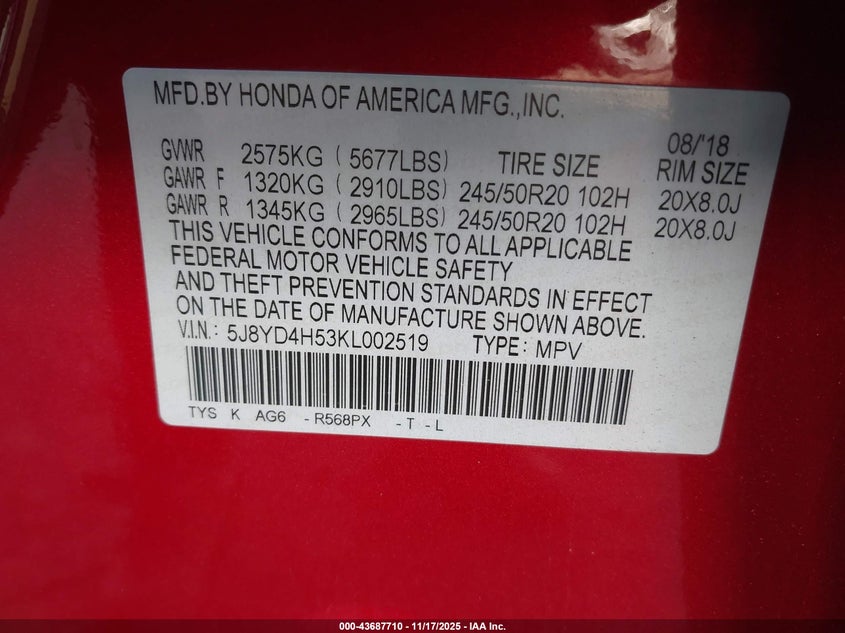 MFD.BY HONDA OF AMERICA MFG.,INC.
08/'18
GVWR 2575KG ( 5677LBS) TIRE SIZE RIM SIZE
GAWR F 1320KG ( 2910LBS) 245/50R20 102H 20X8.0J
GAWR R 1345KG ( 2965LBS) 245/50R20 102H 20X8.0J
THIS VEHICLE CONFORMS TO ALL APPLICABLE
FEDERAL MOTOR VEHICLE SAFETY
AND THEFT PREVENTION STANDARDS IN EFFECT
ON THE DATE OF MANUFACTURE SHOWN ABOVE.
V.I.N.: 5J8YD4H53KL002519 TYPE: MPV
TYS K AG6 -R568PX -T -L
000-43687710 — 11/17/2025 — IAA Inc.